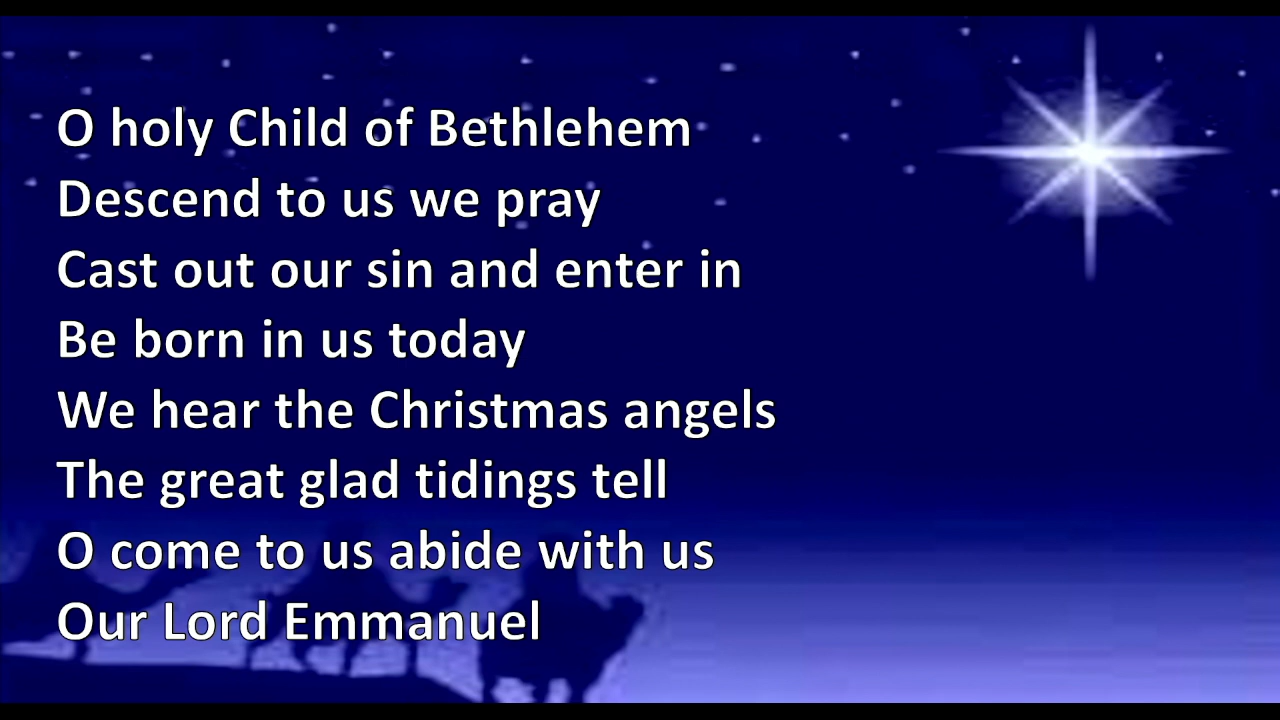 O holy Child of Bethlehem
Descend to us we pray
Cast out our sin and enter in
Be born in us today
We hear the Christmas angels
The great glad tidings tell
O come to us abide with us
Our Lord Emmanuel